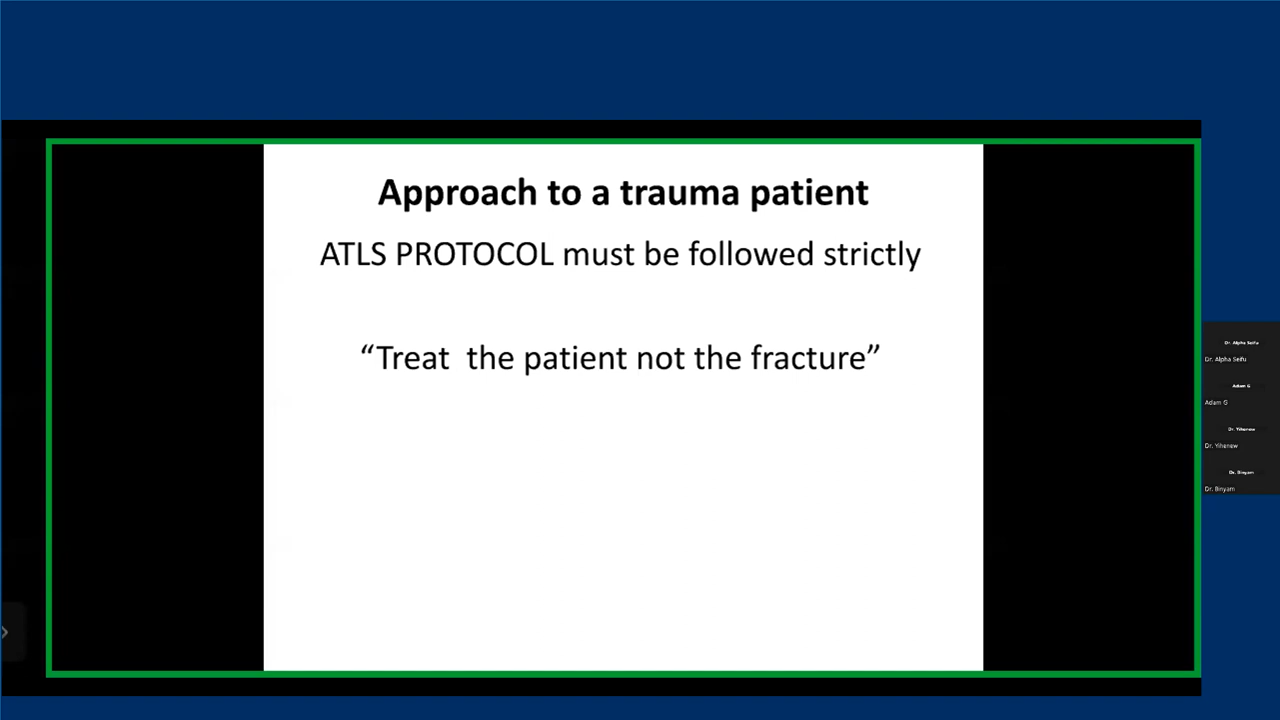 Approach to a trauma patient
ATLS PROTOCOL must be followed strictly
“Treat  the patient not the fracture”
Dr. Alpha Seifu
Dr. Alpha Seifu
Adam G
Adam G
Dr. Yihenew
Dr. Yihenew
Dr. Binyam
Dr. Binyam